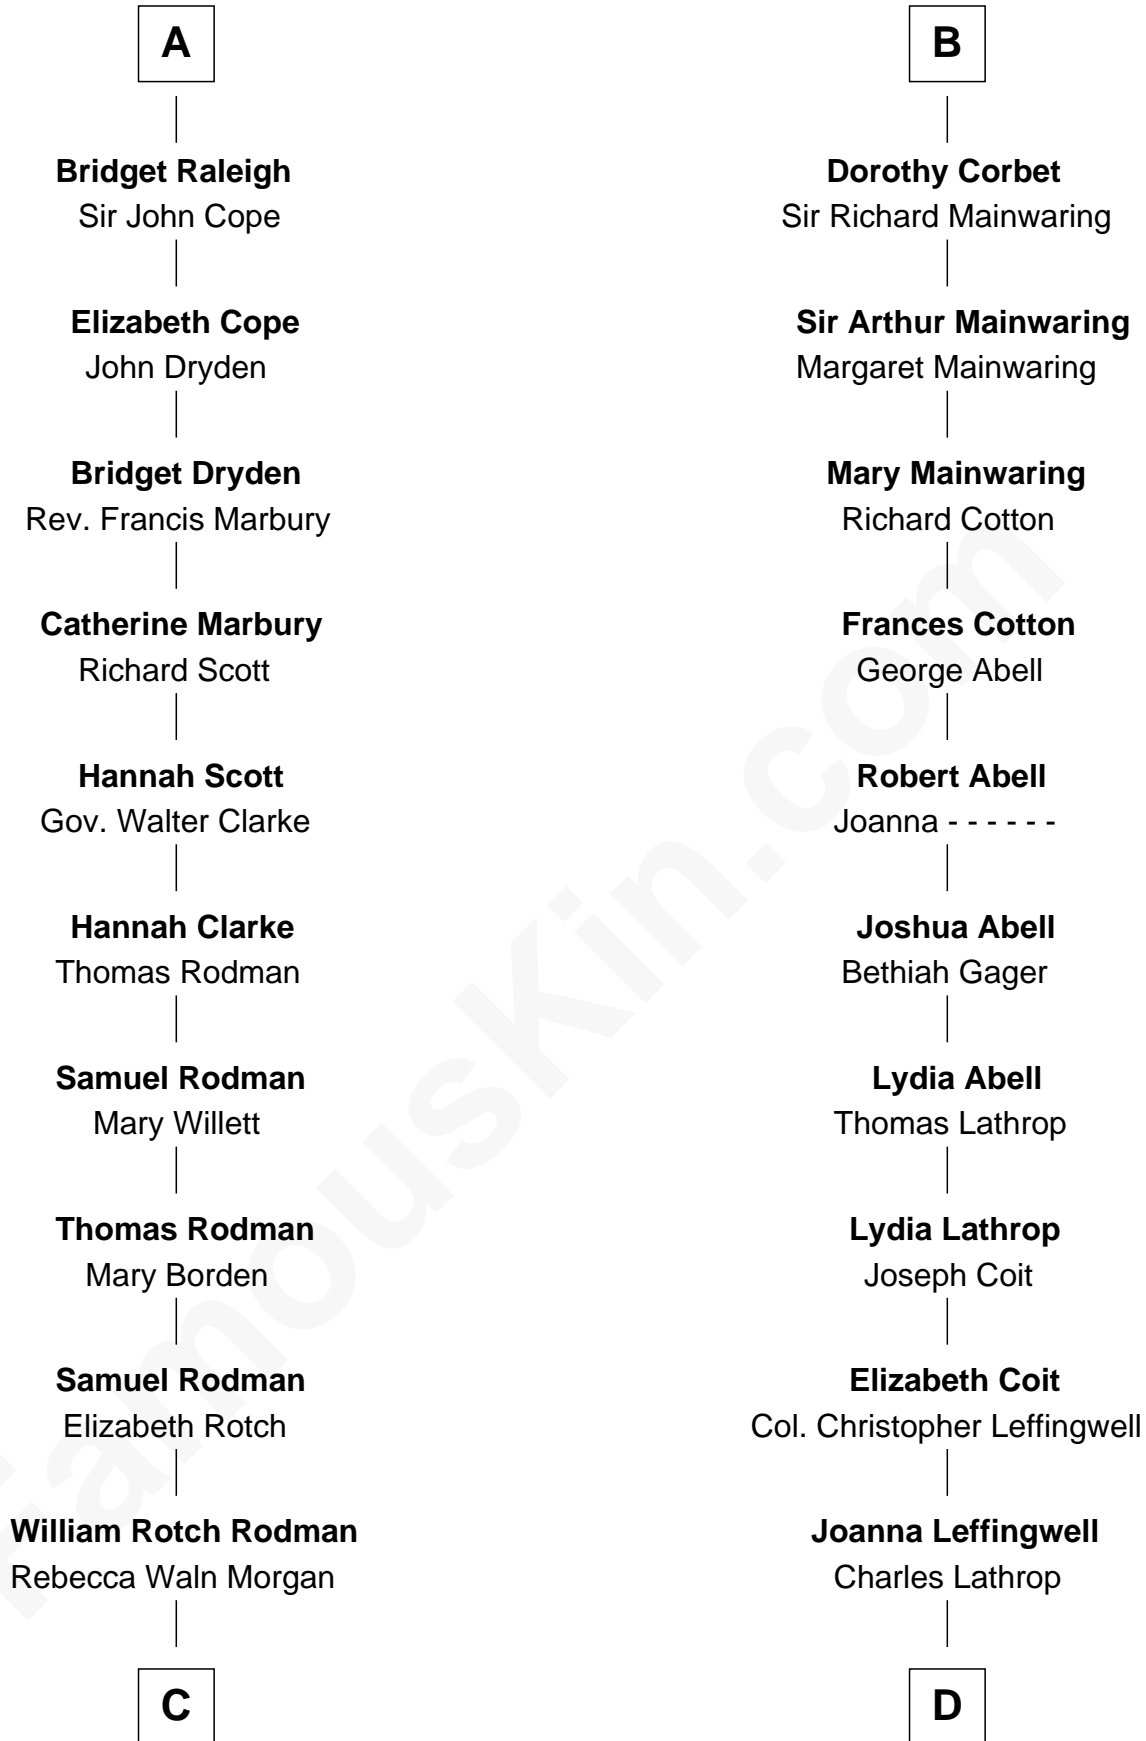 A
Bridget Raleigh
Sir John Cope
Elizabeth Cope
John Dryden
Bridget Dryden
Rev. Francis Marbury
Catherine Marbury
Richard Scott
Hannah Scott
Gov. Walter Clarke
Hannah Clarke
Thomas Rodman
Samuel Rodman
Mary Willett
Thomas Rodman
Mary Borden
Samuel Rodman
Elizabeth Rotch
William Rotch Rodman
Rebecca Waln Morgan
C
B
Dorothy Corbet
Sir Richard Mainwaring
Sir Arthur Mainwaring
Margaret Mainwaring
Mary Mainwaring
Richard Cotton
Frances Cotton
George Abell
Robert Abell
Joanna - - - - - -
Joshua Abell
Bethiah Gager
Lydia Abell
Thomas Lathrop
Lydia Lathrop
Joseph Coit
Elizabeth Coit
Col. Christopher Leffingwell
Joanna Leffingwell
Charles Lathrop
D
FamousKin.com